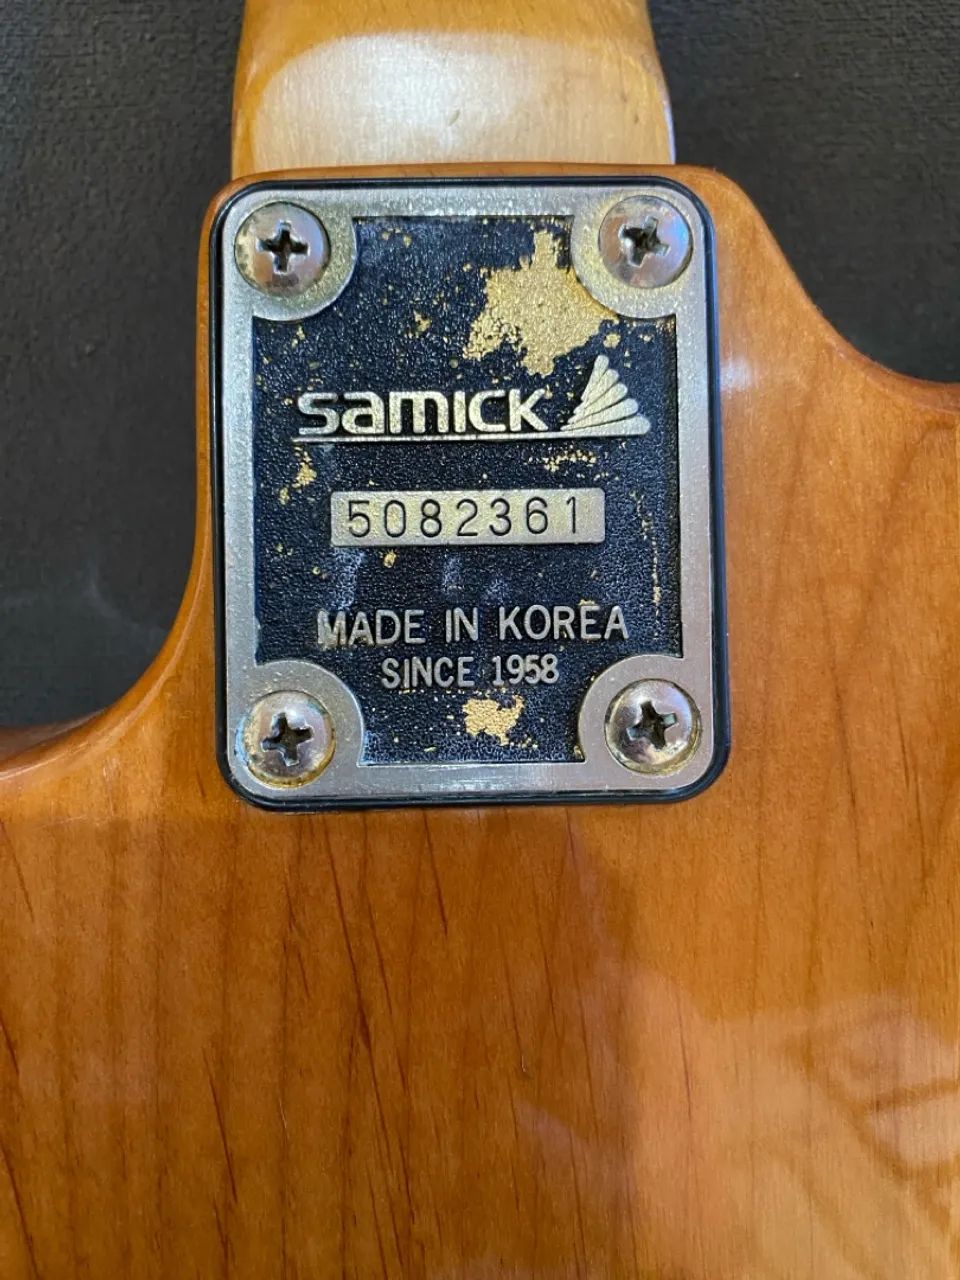 samick
5082361
MADE IN KOREA
SINCE 1958